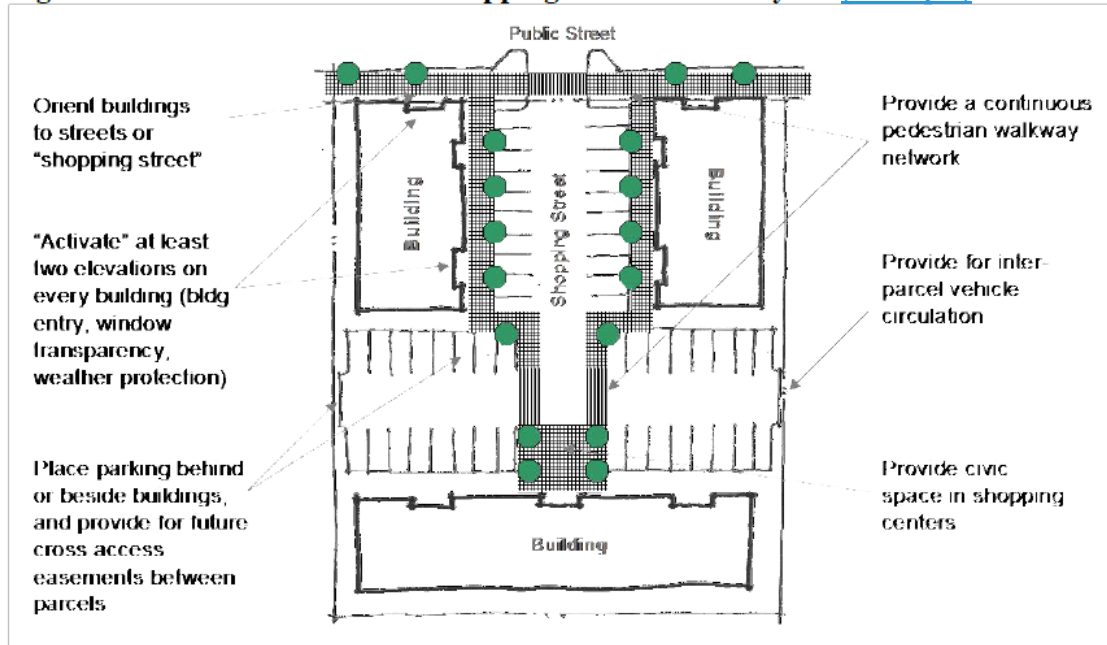 Public Street
Orient buildings
to streets or
“shopping street”
“Activate” at least
two elevations on
every building (bldg
entry, window
transparency,
weather protection)
Place parking behind
or beside buildings,
and provide for future
cross access
easements between
parcels
Building
Shopping Street
Building
Building
Provide a continuous
pedestrian walkway
network
Provide for inter-
parcel vehicle
circulation
Provide civic
space in shopping
centers